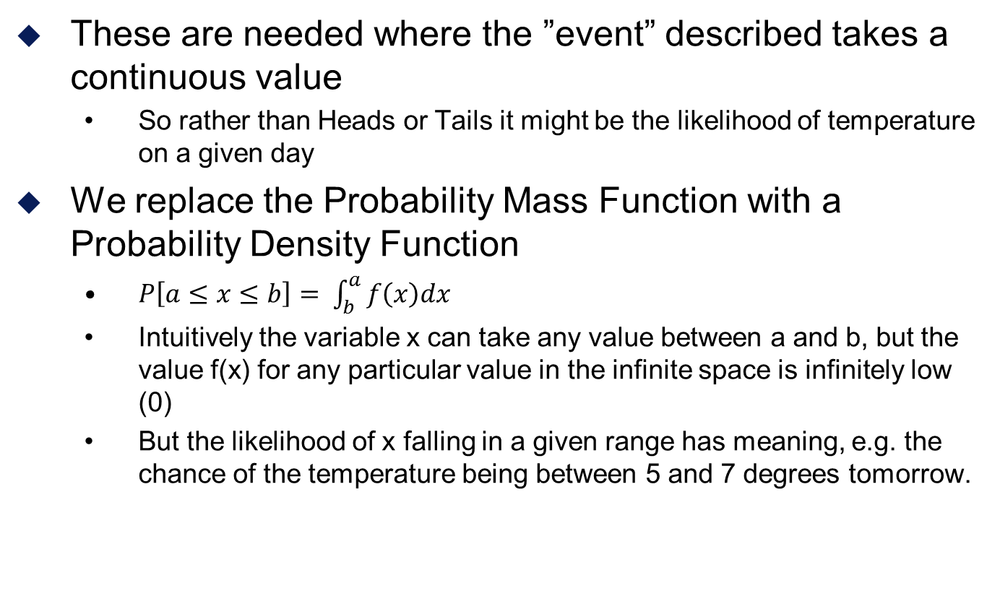 ◆ These are needed where the ”event” described takes a
continuous value
• So rather than Heads or Tails it might be the likelihood of temperature
on a given day
◆ We replace the Probability Mass Function with a
Probability Density Function
• 𝑃[𝑎 ≤ 𝑥 ≤ 𝑏] = ∫_𝑏^𝑎 𝑓(𝑥)𝑑𝑥
• Intuitively the variable x can take any value between a and b, but the
value f(x) for any particular value in the infinite space is infinitely low
(0)
• But the likelihood of x falling in a given range has meaning, e.g. the
chance of the temperature being between 5 and 7 degrees tomorrow.